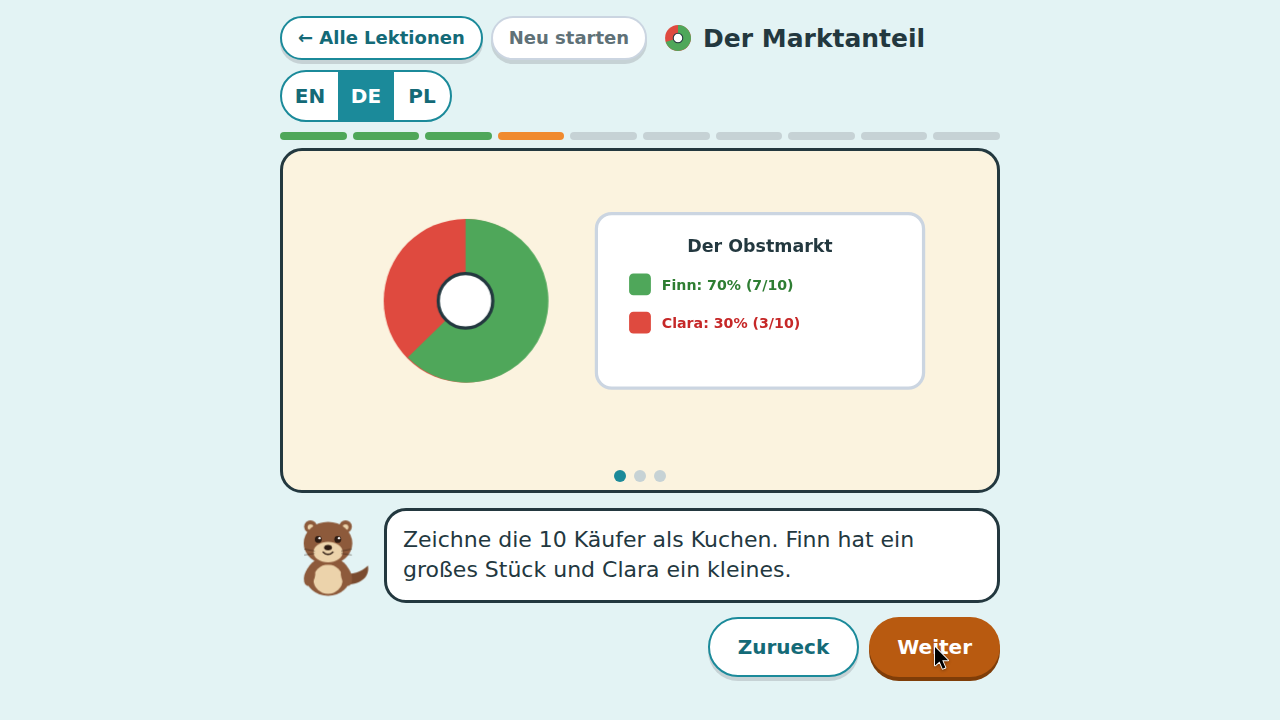 ← Alle Lektionen
Neu starten
Der Marktanteil
EN DE PL
Der Obstmarkt
Finn: 70% (7/10)
Clara: 30% (3/10)
Zeichne die 10 Käufer als Kuchen. Finn hat ein
großes Stück und Clara ein kleines.
Zurueck
Weiter